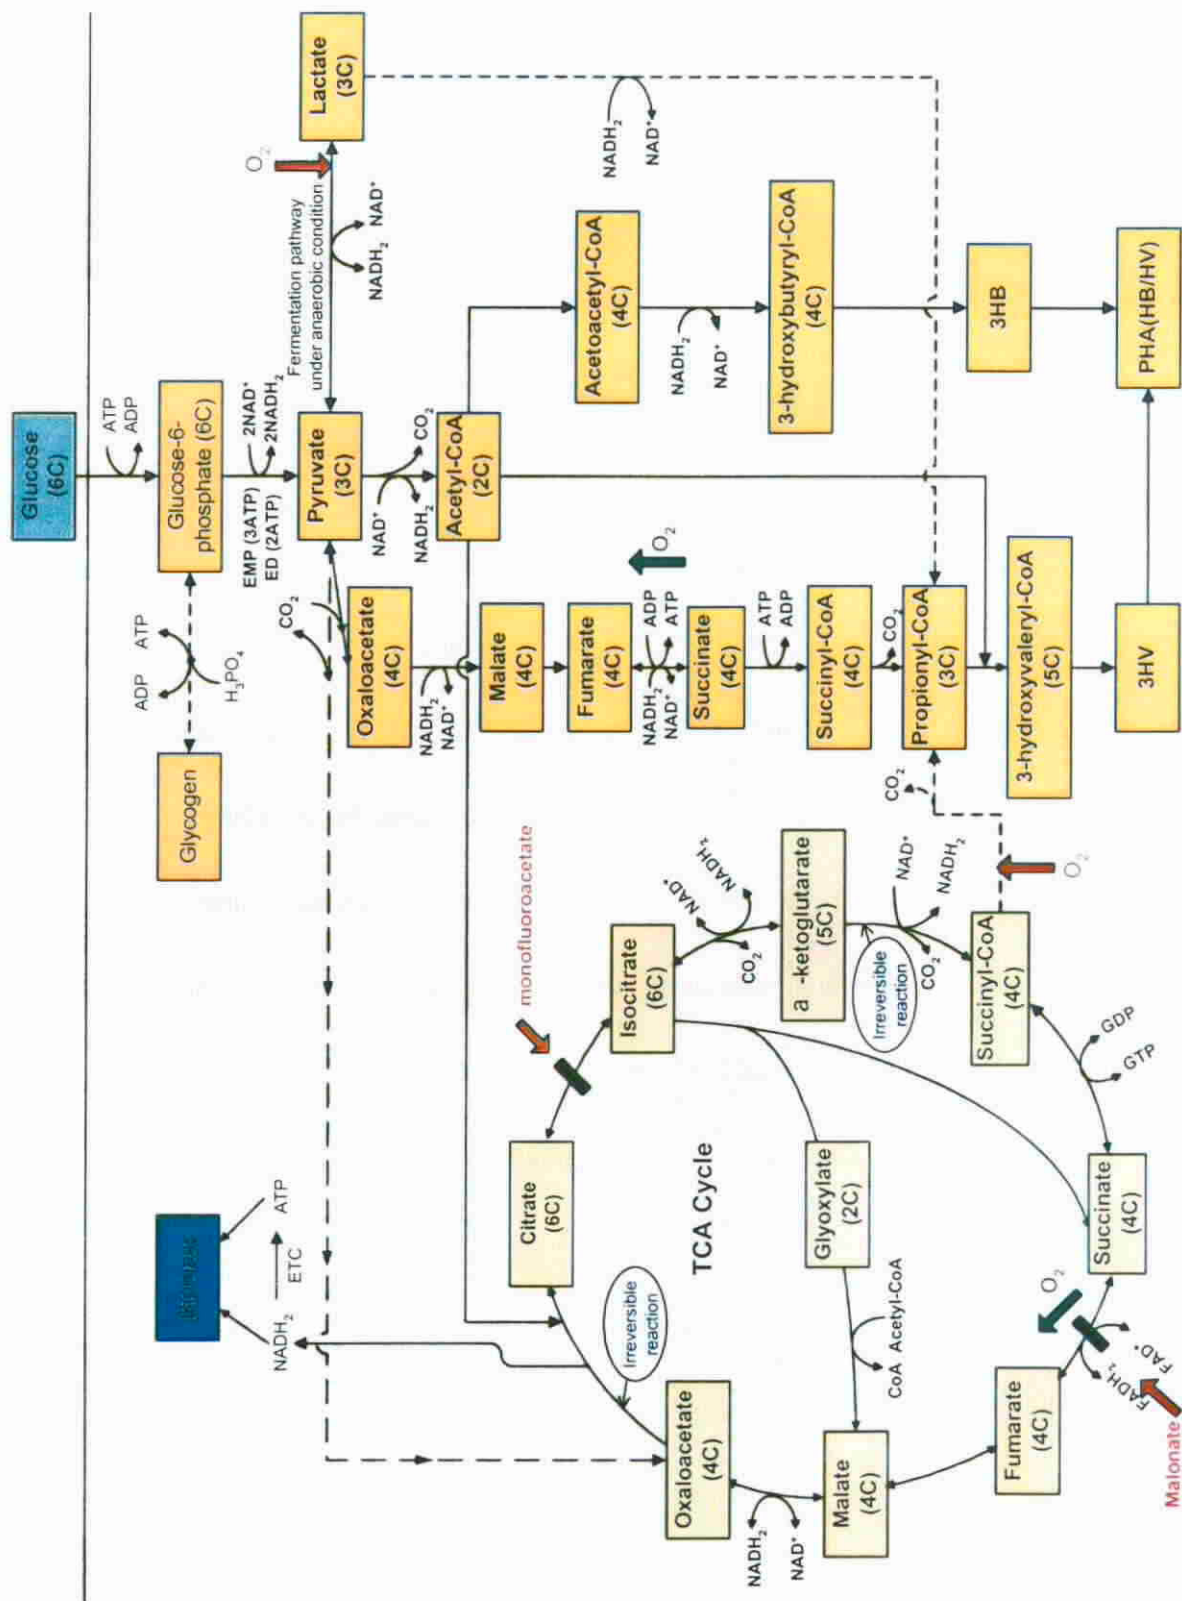 Glucose
(6C)
ATP
ADP
Glycogen
ADP
ATP
H₃PO₄
Glucose-6-
phosphate (6C)
EMP (3ATP)
ED (2ATP)
2NAD⁺
2NADH₂
Pyruvate
(3C)
Fermentation pathway
under anaerobic condition
NADH₂
NAD⁺
O₂
Lactate
(3C)
NADH₂
NAD⁺
CO₂
NAD⁺
NADH₂
CO₂
Acetyl-CoA
(2C)
Oxaloacetate
(4C)
NADH₂
NAD⁺
Malate
(4C)
Fumarate
(4C)
NADH₂
NAD⁺
ADP
ATP
O₂
Succinate
(4C)
ATP
ADP
Succinyl-CoA
(4C)
CO₂
Propionyl-CoA
(3C)
3-hydroxyvaleryl-CoA
(5C)
3HV
Acetoacetyl-CoA
(4C)
NADH₂
NAD⁺
3-hydroxybutyryl-CoA
(4C)
3HB
PHA(HB/HV)
NADH₂
ETC
ATP
Irreversible
reaction
Citrate
(6C)
monofluoroacetate
Isocitrate
(6C)
NAD⁺
NADH₂
CO₂
a -ketoglutarate
(5C)
Irreversible
reaction
NAD⁺
NADH₂
CO₂
Succinyl-CoA
(4C)
O₂
CO₂
GDP
GTP
Succinate
(4C)
O₂
FAD⁺
FADH₂
Malonate
Fumarate
(4C)
Malate
(4C)
NADH₂
NAD⁺
Oxaloacetate
(4C)
TCA Cycle
Glyoxylate
(2C)
CoA Acetyl-CoA